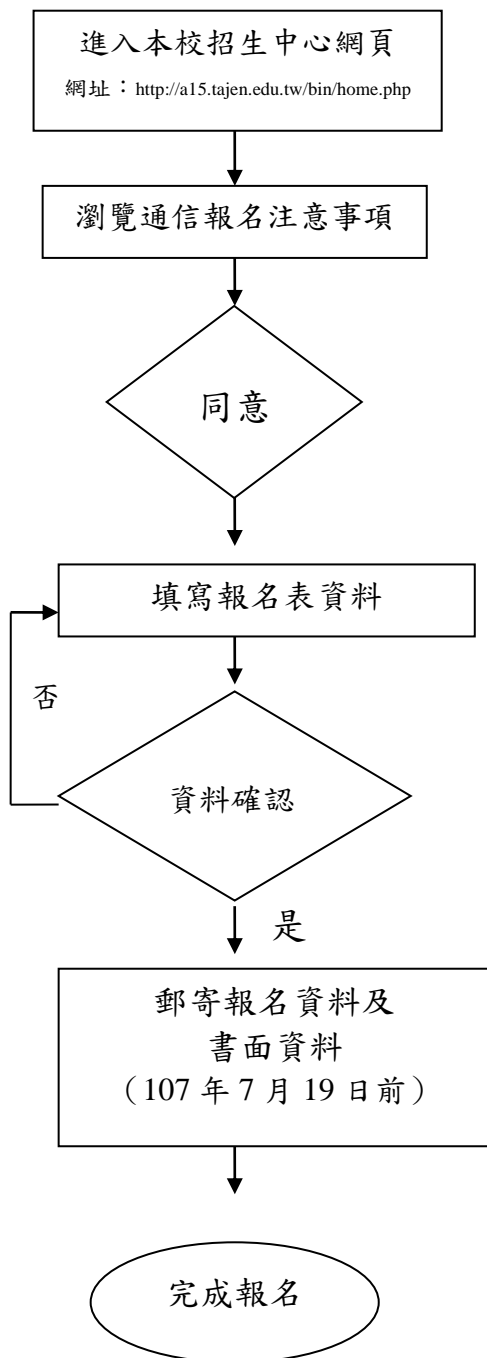 進入本校招生中心網頁
網址：http://a15.tajen.edu.tw/bin/home.php
瀏覽通信報名注意事項
同意
填寫報名表資料
否
資料確認
是
郵寄報名資料及
書面資料
（107 年 7 月 19 日前）
完成報名